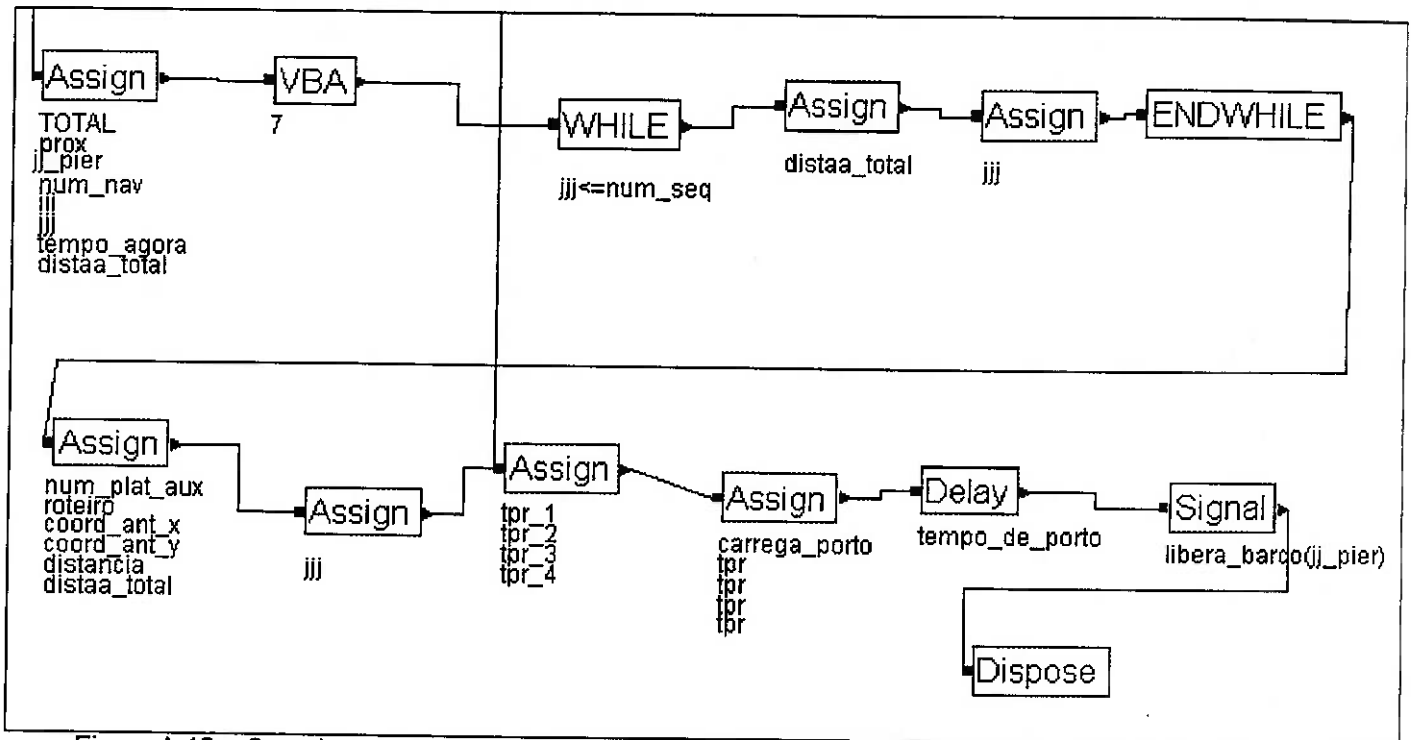 Assign
TOTAL
prox
jj_pier
num_nav
jjj
jjj
tempo_agora
distaa_total
VBA
7
WHILE
jjj<=num_seq
Assign
distaa_total
Assign
jjj
ENDWHILE
Assign
num_plat_aux
roteiro
coord_ant_x
coord_ant_y
distancia
distaa_total
Assign
jjj
Assign
tpr_1
tpr_2
tpr_3
tpr_4
Assign
carrega_porto
tpr
tpr
tpr
tpr
Delay
tempo_de_porto
Signal
libera_barco(jj_pier)
Dispose